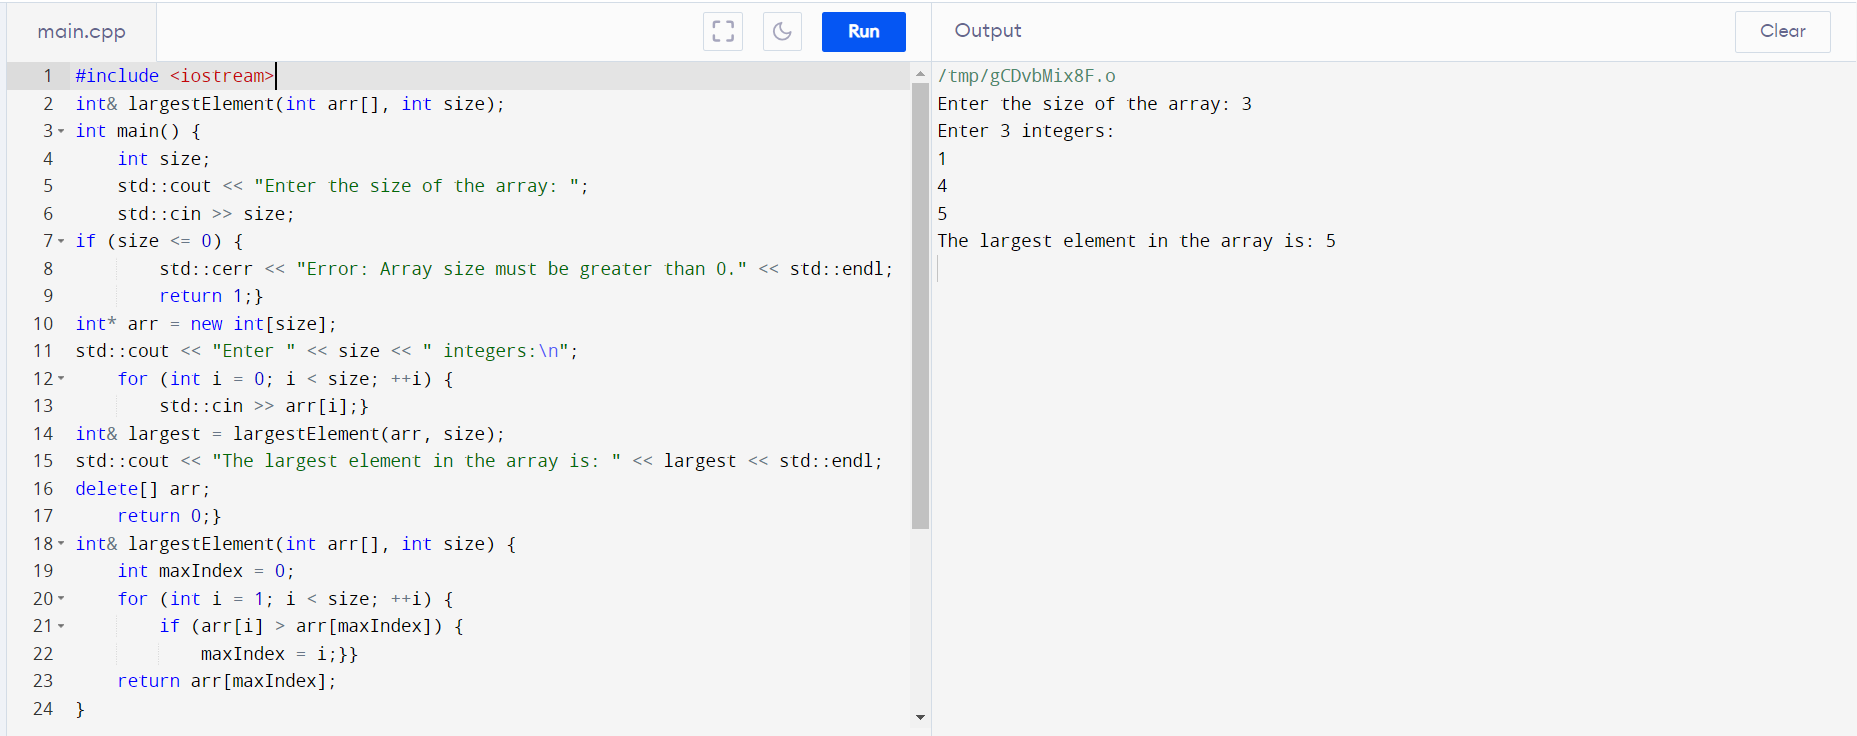 main.cpp
Run
Output
Clear
1 #include <iostream>
2 int& largestElement(int arr[], int size);
3 int main() {
4     int size;
5     std::cout << "Enter the size of the array: ";
6     std::cin >> size;
7 if (size <= 0) {
8         std::cerr << "Error: Array size must be greater than 0." << std::endl;
9         return 1;}
10 int* arr = new int[size];
11 std::cout << "Enter " << size << " integers:\n";
12     for (int i = 0; i < size; ++i) {
13         std::cin >> arr[i];}
14 int& largest = largestElement(arr, size);
15 std::cout << "The largest element in the array is: " << largest << std::endl;
16 delete[] arr;
17     return 0;}
18 int& largestElement(int arr[], int size) {
19     int maxIndex = 0;
20     for (int i = 1; i < size; ++i) {
21         if (arr[i] > arr[maxIndex]) {
22             maxIndex = i;}}
23     return arr[maxIndex];
24 }
/tmp/gCDvbMix8F.o
Enter the size of the array: 3
Enter 3 integers:
1
4
5
The largest element in the array is: 5